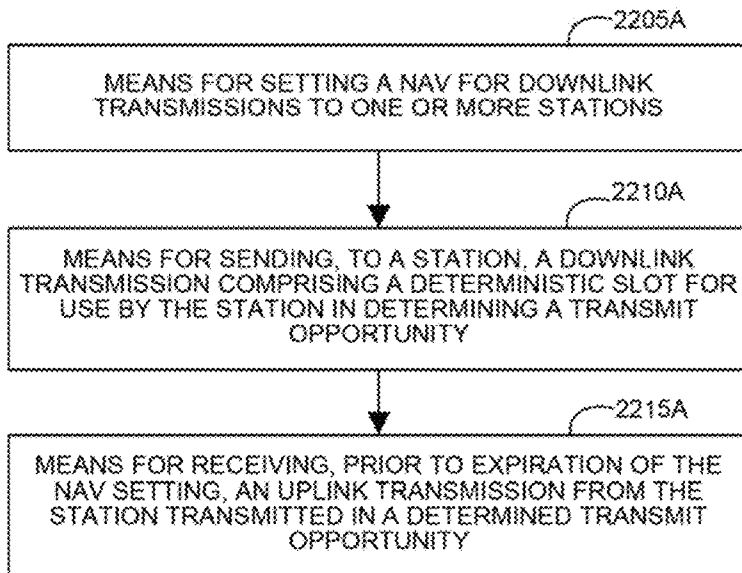 2205A
MEANS FOR SETTING A NAV FOR DOWNLINK
TRANSMISSIONS TO ONE OR MORE STATIONS
2210A
MEANS FOR SENDING, TO A STATION, A DOWNLINK
TRANSMISSION COMPRISING A DETERMINISTIC SLOT FOR
USE BY THE STATION IN DETERMINING A TRANSMIT
OPPORTUNITY
2215A
MEANS FOR RECEIVING, PRIOR TO EXPIRATION OF THE
NAV SETTING, AN UPLINK TRANSMISSION FROM THE
STATION TRANSMITTED IN A DETERMINED TRANSMIT
OPPORTUNITY